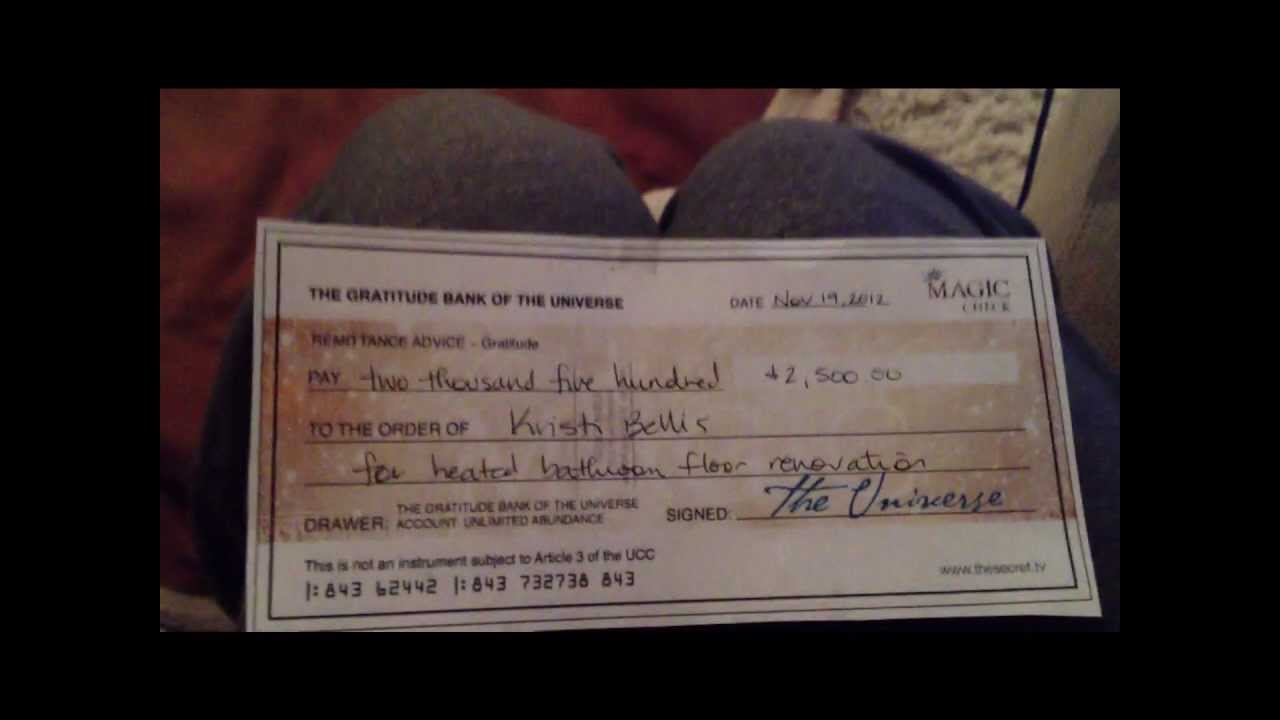 THE GRATITUDE BANK OF THE UNIVERSE
DATE Nov 19, 2012
MAGIC
CHECK
REMITTANCE ADVICE - Gratitude
PAY two thousand five hundred $2,500.00
TO THE ORDER OF Kristi Bellis
for heated bathroom floor renovation
DRAWER: THE GRATITUDE BANK OF THE UNIVERSE
ACCOUNT: UNLIMITED ABUNDANCE
SIGNED: The Universe
This is not an instrument subject to Article 3 of the UCC
|:843 62442 |:843 732738 843
www.thesecret.tv